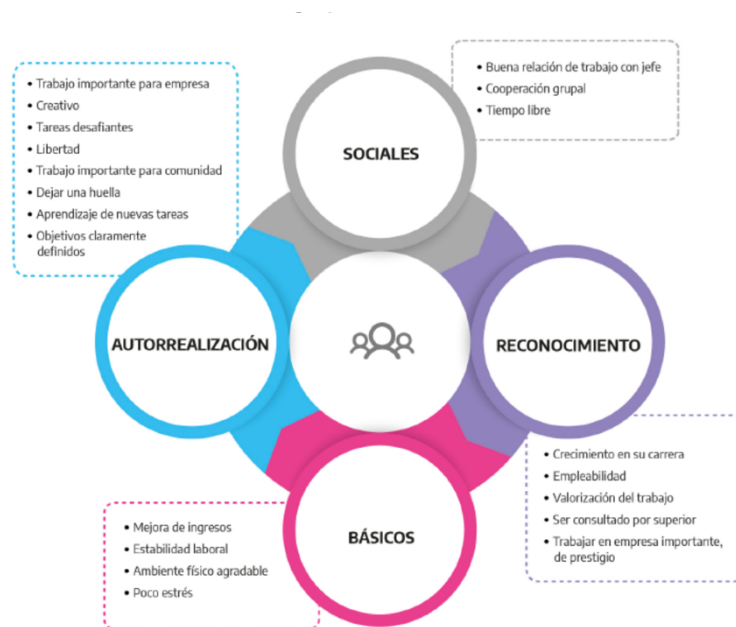 • Trabajo importante para empresa
• Creativo
• Tareas desafiantes
• Libertad
• Trabajo importante para comunidad
• Dejar una huella
• Aprendizaje de nuevas tareas
• Objetivos claramente
definidos
SOCIALES
• Buena relación de trabajo con jefe
• Cooperación grupal
• Tiempo libre
AUTORREALIZACIÓN
RECONOCIMIENTO
• Crecimiento en su carrera
• Empleabilidad
• Valorización del trabajo
• Ser consultado por superior
• Trabajar en empresa importante,
de prestigio
BÁSICOS
• Mejora de ingresos
• Estabilidad laboral
• Ambiente físico agradable
• Poco estrés